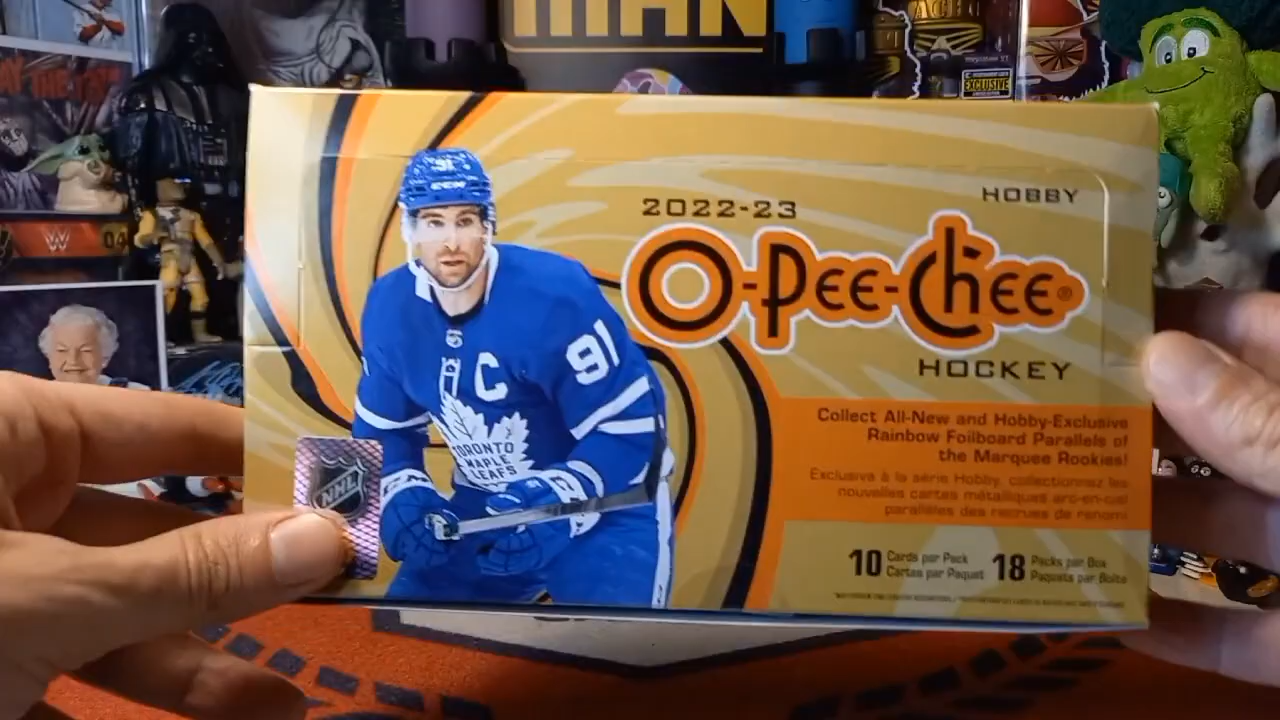 MAN
EXCLUSIVE
W
04
91
CCM
2022-23
HOBBY
O-Pee-Chee®
HOCKEY
C
91
TORONTO
MAPLE
LEAFS
NHL
Collect All-New and Hobby-Exclusive
Rainbow Foilboard Parallels of
the Marquee Rookies!
Exclusive à la série Hobby, collectionnez les
nouvelles cartes métalliques arc-en-ciel
parallèles des recrues de renom!
10 Cards per Pack
Cartes par Paquet
18 Packs per Box
Paquets par Boîte